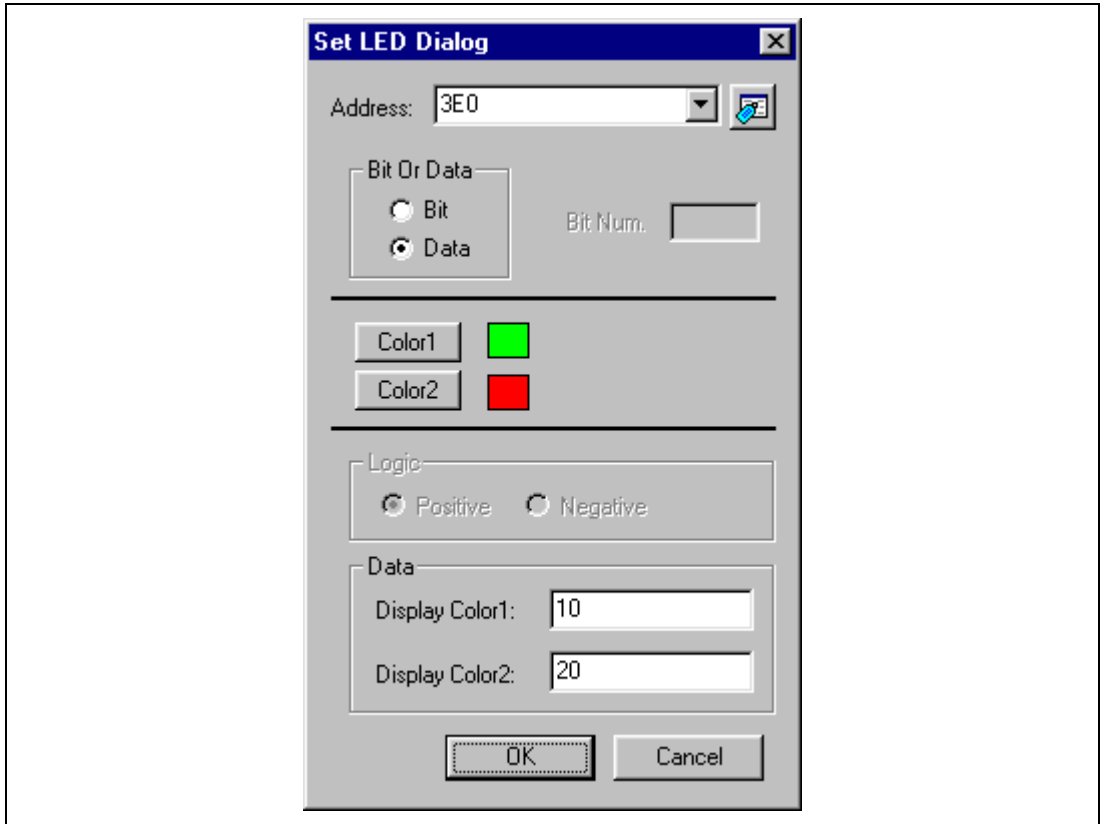 Set LED Dialog
Address: 3E0
Bit Or Data
Bit
Bit Num.
Data
Color1
Color2
Logic
Positive Negative
Data
Display Color1: 10
Display Color2: 20
OK Cancel